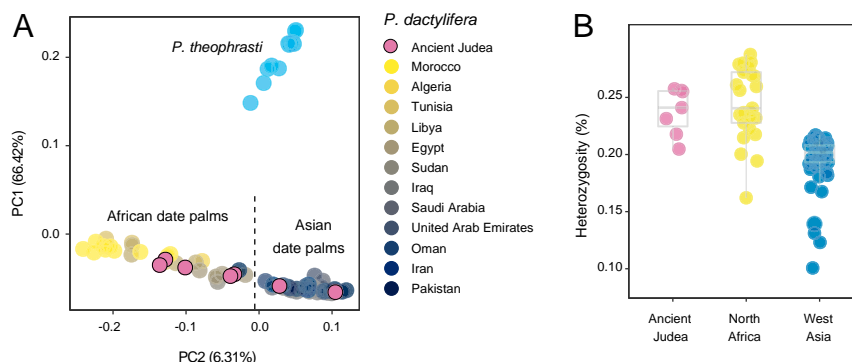 A
P. theophrasti
0.2
0.1
0.0
PC1 (66.42%)
African date palms
Asian
date palms
-0.2
-0.1
0.0
0.1
PC2 (6.31%)
P. dactylifera
Ancient Judea
Morocco
Algeria
Tunisia
Libya
Egypt
Sudan
Iraq
Saudi Arabia
United Arab Emirates
Oman
Iran
Pakistan
B
Heterozygosity (%)
0.25
0.20
0.15
0.10
Ancient
Judea
North
Africa
West
Asia